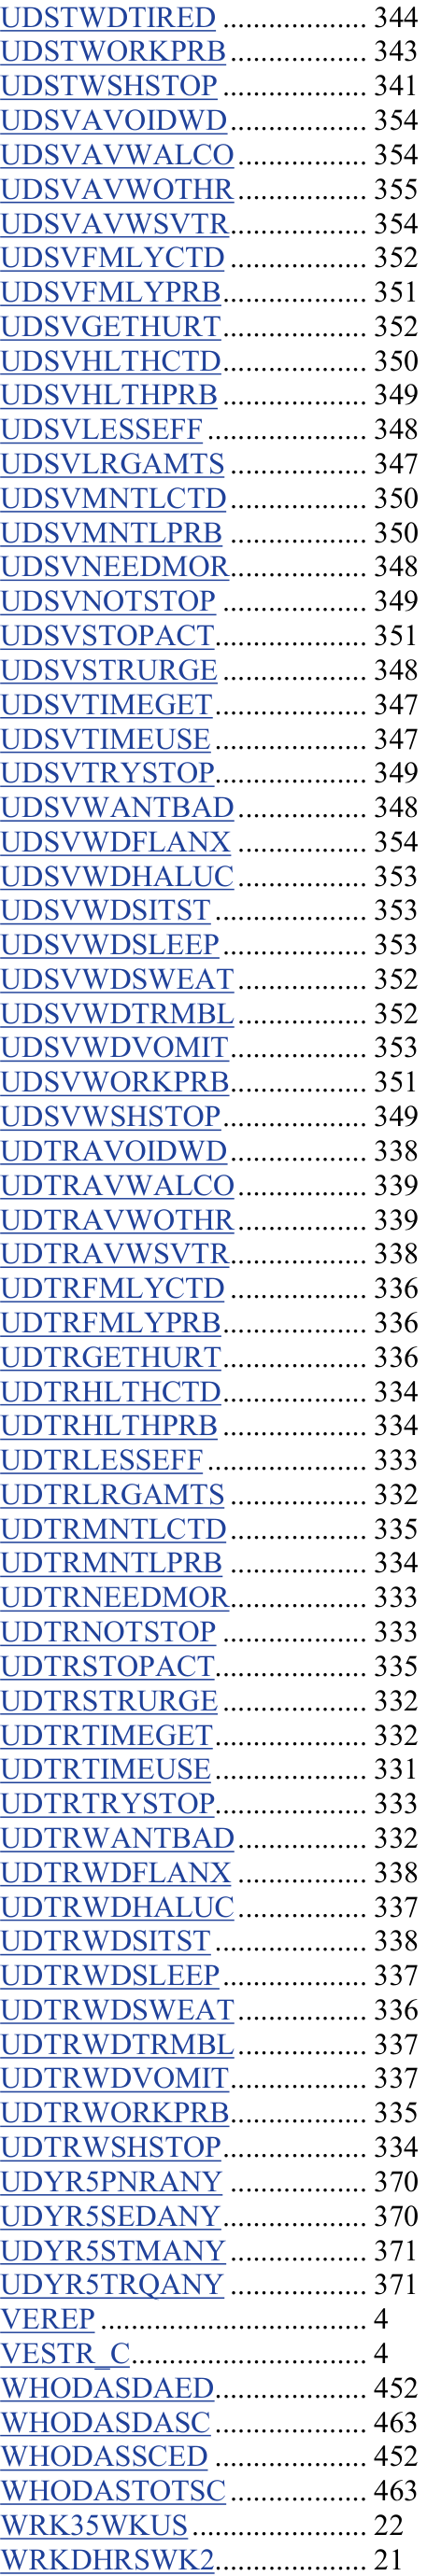 UDSTWDTIRED .................. 344
UDSTWORKPRB .................. 343
UDSTWSHSTOP .................. 341
UDSVAVOIDWD .................. 354
UDSVAVWALCO .................. 354
UDSVAVWOTHR .................. 355
UDSVAVWSVTR .................. 354
UDSVFMLYCTD .................. 352
UDSVFMLYPRB .................. 351
UDSVGETHURT .................. 352
UDSVHLTHCTD .................. 350
UDSVHLTHPRB .................. 349
UDSVLESSEFF .................... 348
UDSVLRGAMTS ................. 347
UDSVMNTLCTD ................. 350
UDSVMNTLPRB ................. 350
UDSVNEEDMOR ................. 348
UDSVNOTSTOP .................. 349
UDSVSTOPACT ................... 351
UDSVSTRURGE .................. 348
UDSVTIMEGET ................... 347
UDSVTIMEUSE ................... 347
UDSVTRYSTOP ................... 349
UDSVWANTBAD ................. 348
UDSVWDFLANX ................ 354
UDSVWDHALUC ................. 353
UDSVWDSITST ................... 353
UDSVWDSLEEP .................. 353
UDSVWDSWEAT ................. 352
UDSVWDTRMBL ................. 352
UDSVWDVOMIT .................. 353
UDSVWORKPRB .................. 351
UDSVWSHSTOP ................... 349
UDTRAVOIDWD .................. 338
UDTRAVWALCO ................. 339
UDTRAVWOTHR ................. 339
UDTRAVWSVTR .................. 338
UDTRFMLYCTD .................. 336
UDTRFMLYPRB ................... 336
UDTRGETHURT ................... 336
UDTRHLTHCTD ................... 334
UDTRHLTHPRB .................. 334
UDTRLESSEFF .................... 333
UDTRLRGAMTS ................. 332
UDTRMNTLCTD .................. 335
UDTRMNTLPRB ................. 334
UDTRNEEDMOR .................. 333
UDTRNOTSTOP .................. 333
UDTRSTOPACT ................... 335
UDTRSTRURGE .................. 332
UDTRTIMEGET ................... 332
UDTRTIMEUSE .................... 331
UDTRTRYSTOP ................... 333
UDTRWANTBAD ................. 332
UDTRWDFLANX ................ 338
UDTRWDHALUC ................. 337
UDTRWDSITST ................... 338
UDTRWDSLEEP .................. 337
UDTRWDSWEAT ................. 336
UDTRWDTRMBL ................. 337
UDTRWDVOMIT .................. 337
UDTRWORKPRB .................. 335
UDTRWSHSTOP ................... 334
UDYR5PNRANY ................. 370
UDYR5SEDANY .................. 370
UDYR5STMANY ................. 371
UDYR5TRQANY ................. 371
VEREP .................................. 4
VESTR_C .............................. 4
WHODASDAED ................... 452
WHODASDASC ................... 463
WHODASSCED ................... 452
WHODASTOTSC ................. 463
WRK35WKUS ...................... 22
WRKDHRSWK2 ................... 21